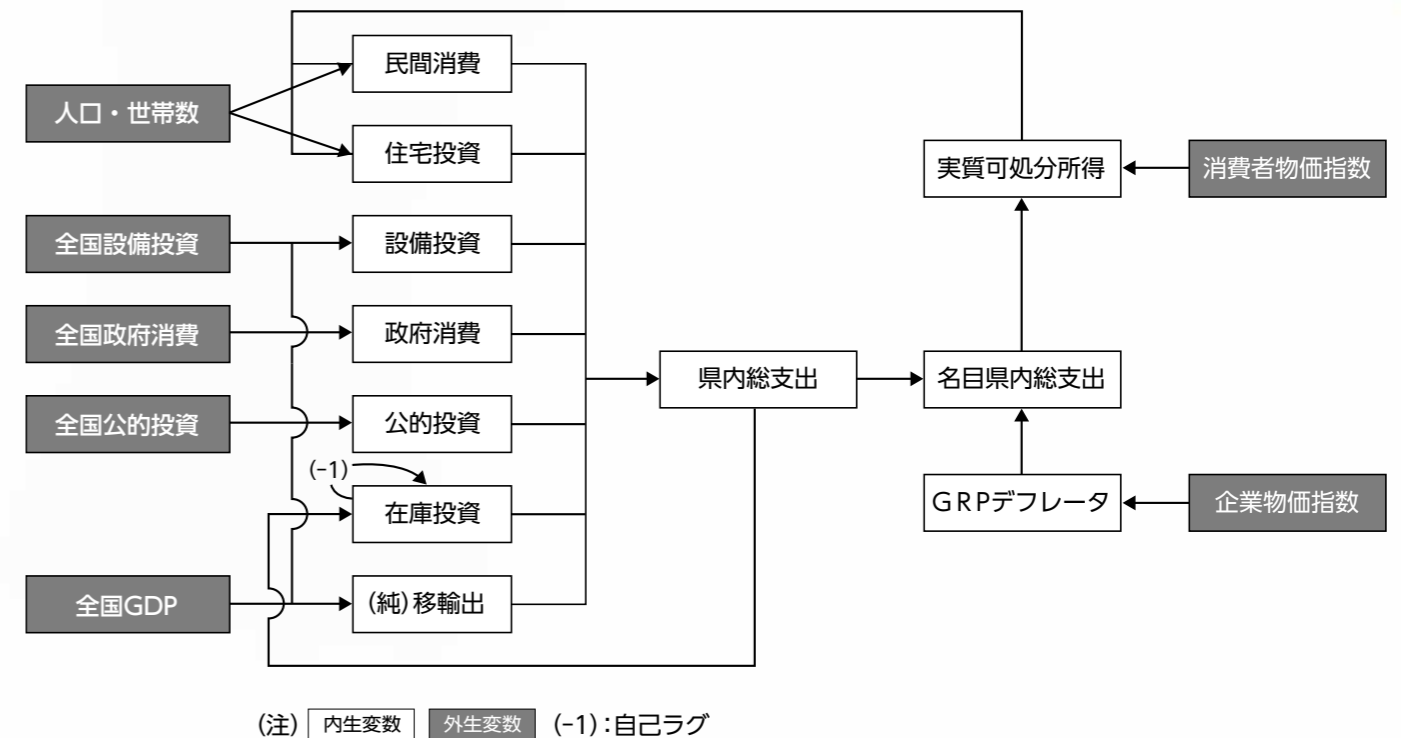 人口・世帯数
全国設備投資
全国政府消費
全国公的投資
全国GDP
民間消費
住宅投資
設備投資
政府消費
公的投資
(-1)
在庫投資
(純)移輸出
県内総支出
実質可処分所得
名目県内総支出
GRPデフレータ
消費者物価指数
企業物価指数
(注) 内生変数 外生変数 (-1):自己ラグ